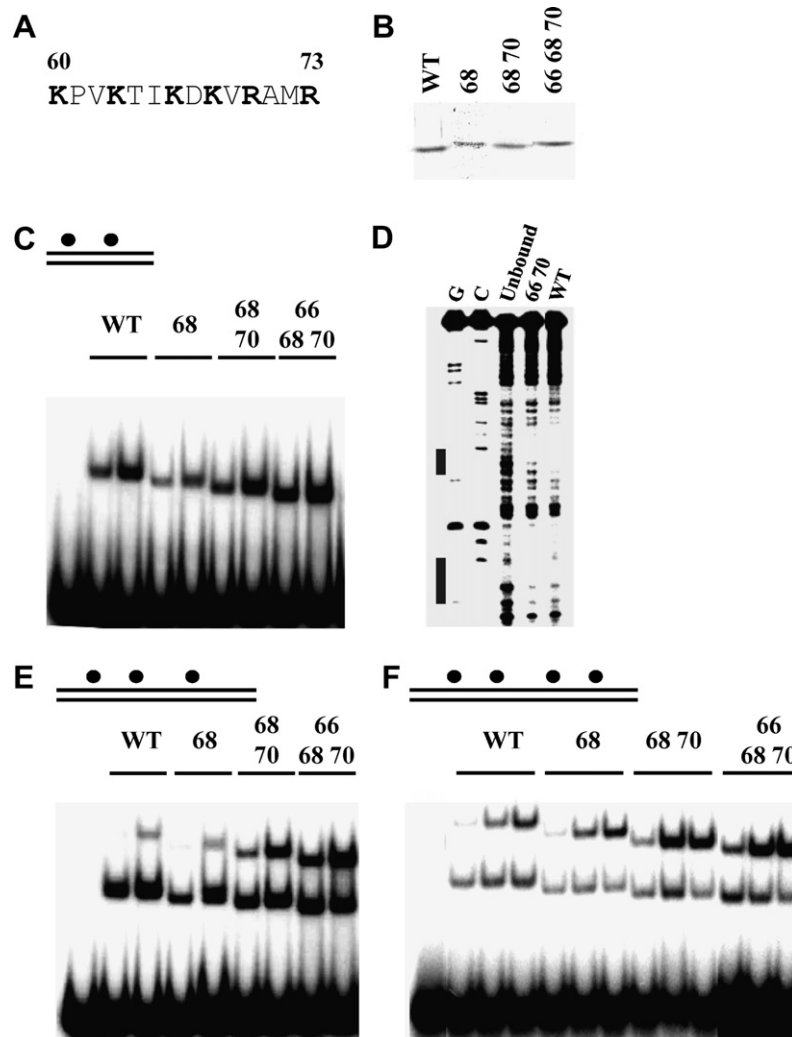 A
60 73
KPVKTIKDKVRAMR
B
WT
68
68 70
66 68 70
C
WT 68 68 66
70 68 70
D
G
C
Unbound
66 70
WT
E
WT 68 68 66
70 68 70
F
WT 68 68 70 66
68 70